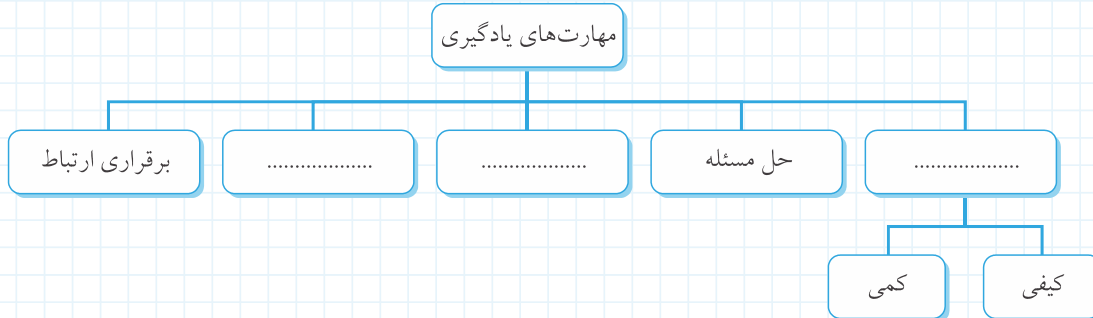 مهارت‌های یادگیری
...................
حل مسئله
...................
...................
برقراری ارتباط
کیفی
کمی